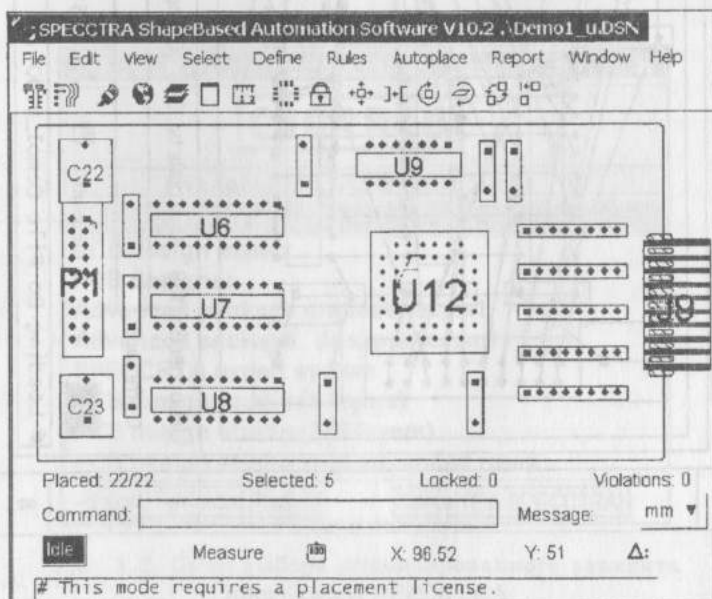 SPECCTRA ShapeBased Automation Software V10.2 .\Demo1_u.DSN
File Edit View Select Define Rules Autoplace Report Window Help
C22
U9
U6
P1
U7
U12
J9
C23
U8
Placed: 22/22 Selected: 5 Locked: 0 Violations: 0
Command: Message: mm
Idle Measure X: 96.52 Y: 51 Δ:
# This mode requires a placement license.